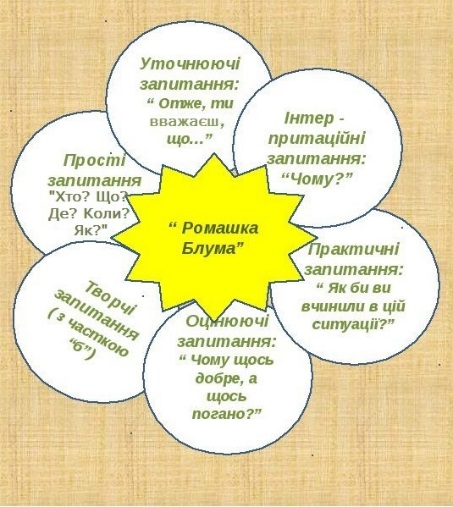 Уточнюючі
запитання:
“ Отже, ти
вважаєш,
що...”
Інтер -
притаційні
запитання:
“Чому?”
Прості
запитання
"Хто? Що?
Де? Коли?
Як?"
“ Ромашка
Блума”
Практичні
запитання:
“ Як би ви
вчинили в цій
ситуації?”
Творчі
запитання
( з часткою
“б”)
Оцінюючі
запитання:
“ Чому щось
добре, а
щось
погано?”